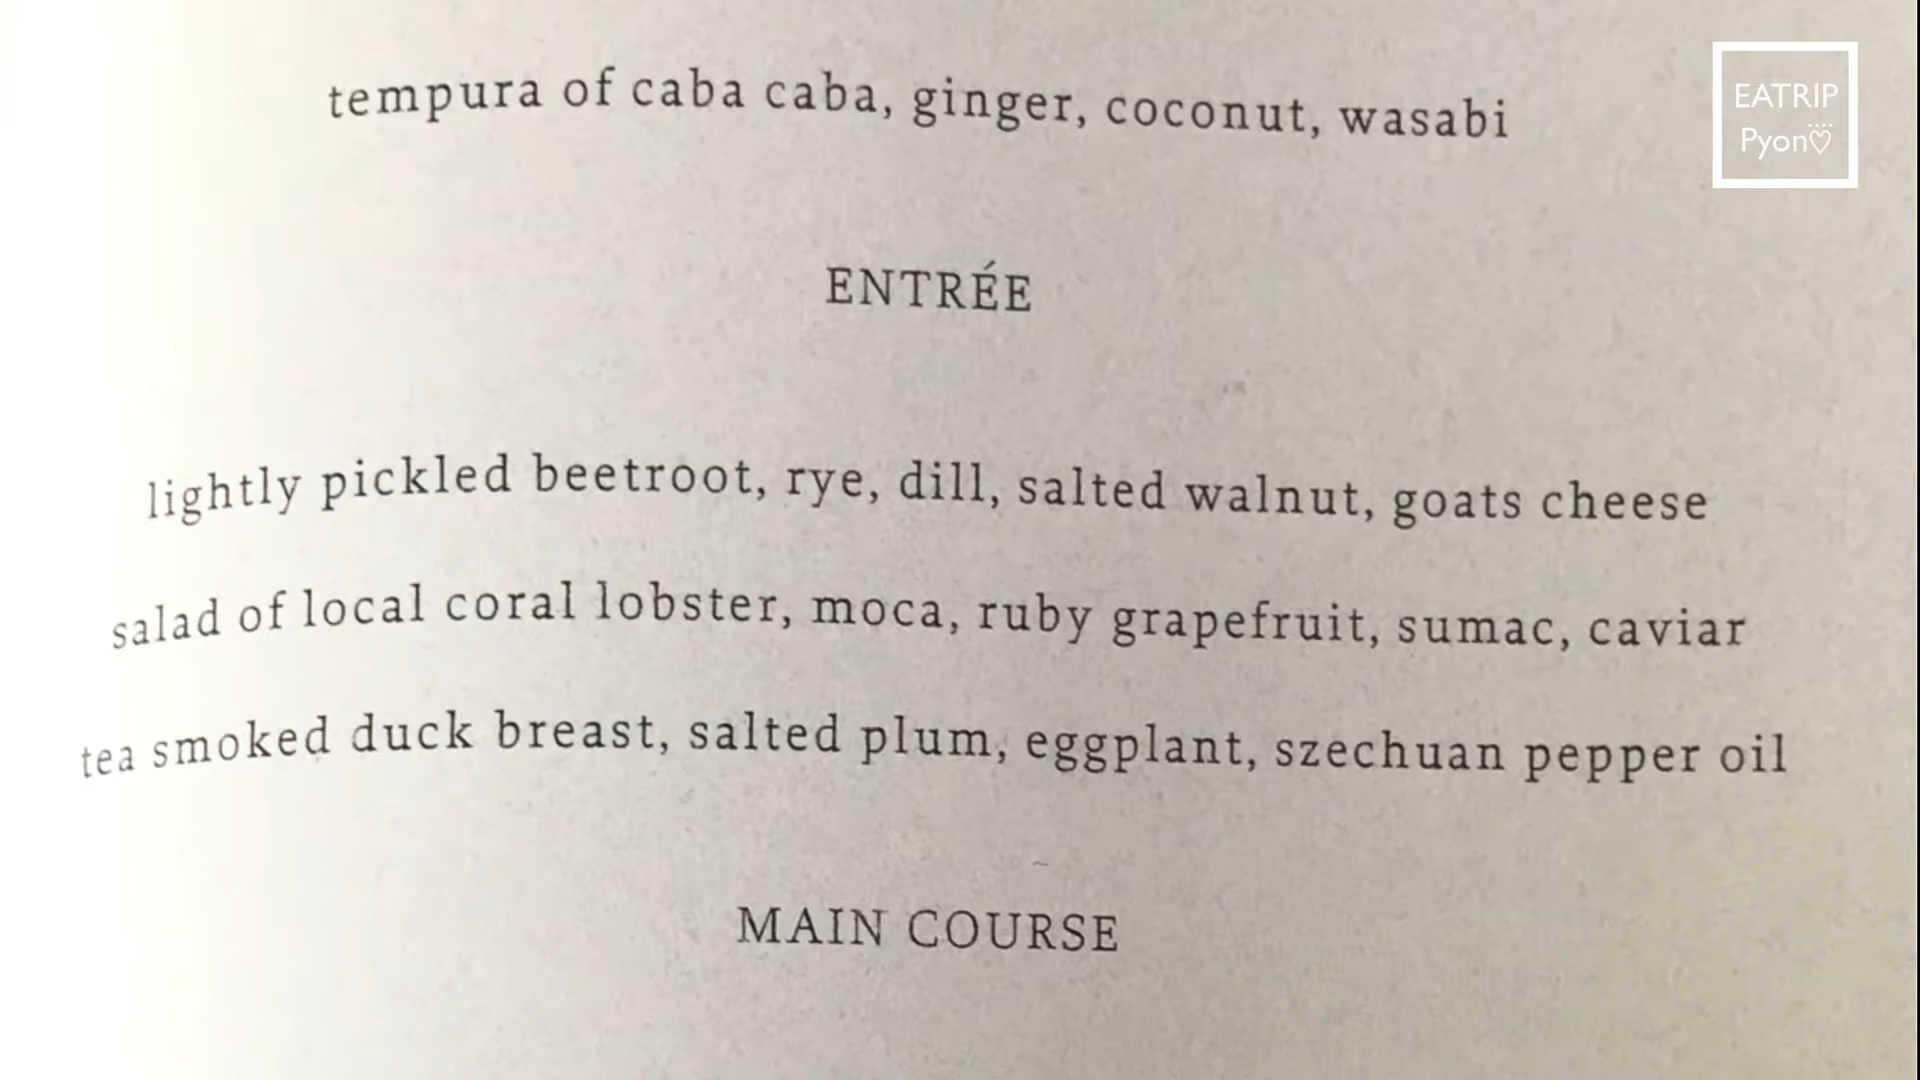 tempura of caba caba, ginger, coconut, wasabi
EATRIP
Pyon♡
ENTRÉE
lightly pickled beetroot, rye, dill, salted walnut, goats cheese
salad of local coral lobster, moca, ruby grapefruit, sumac, caviar
tea smoked duck breast, salted plum, eggplant, szechuan pepper oil
MAIN COURSE